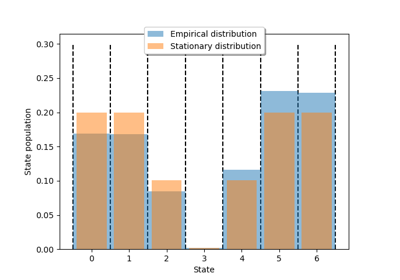 Empirical distribution
Stationary distribution
0.30
0.25
0.20
0.15
0.10
0.05
0.00
State population
0 1 2 3 4 5 6
State